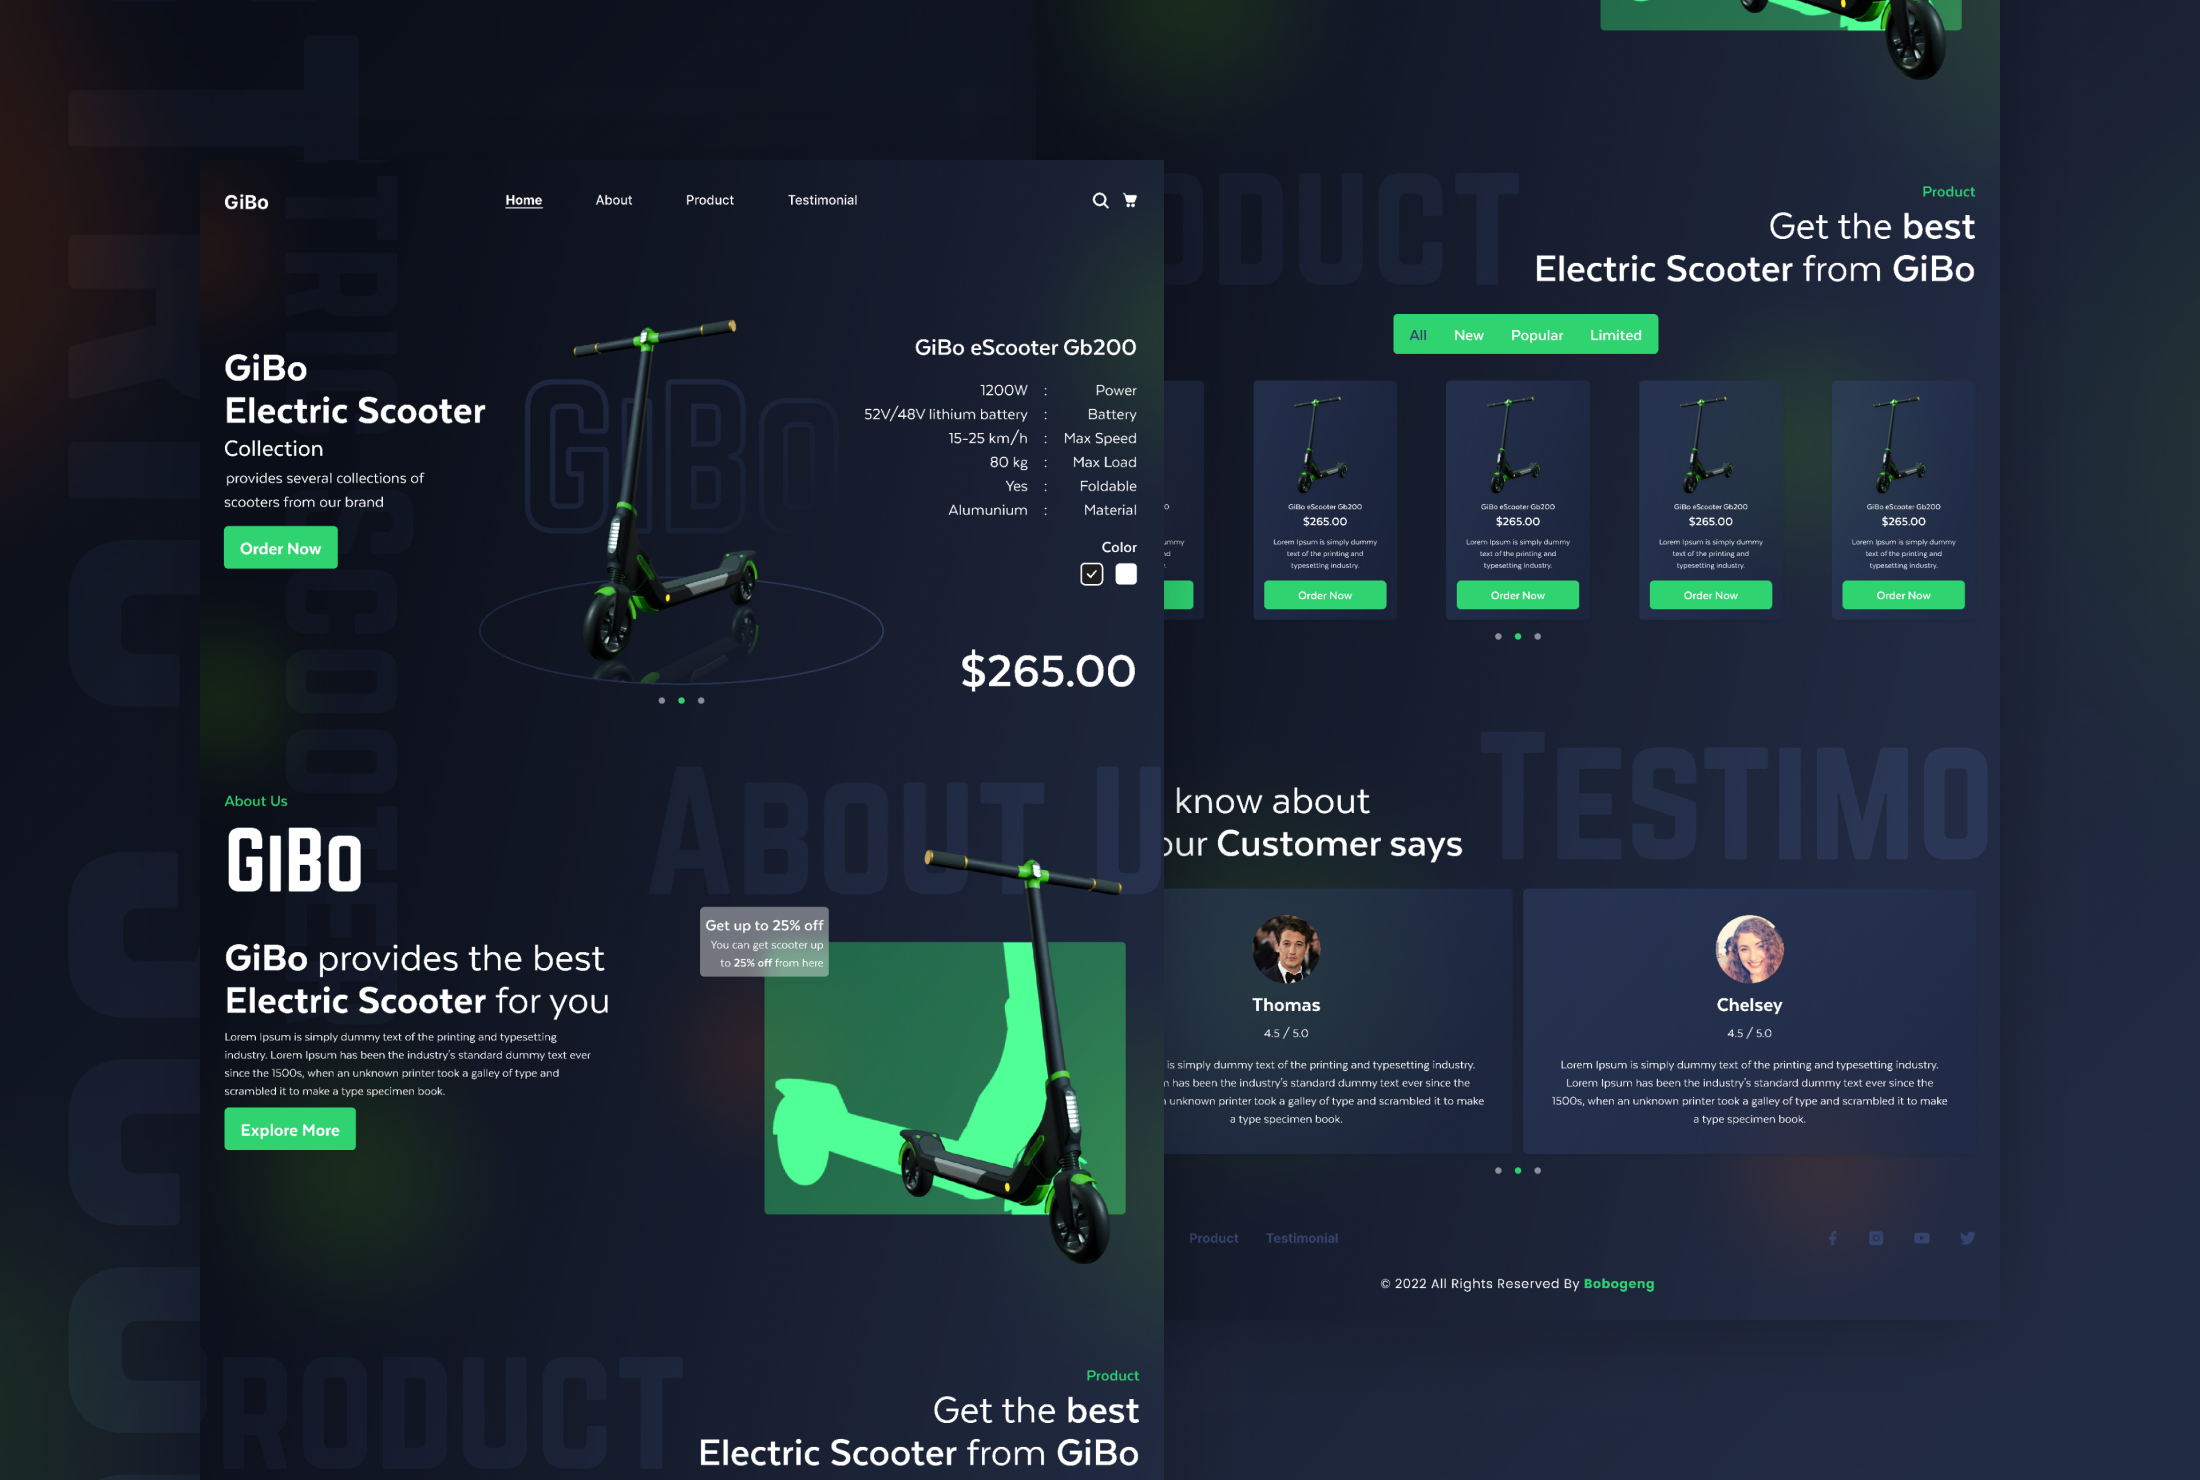 GiBo
Home About Product Testimonial
TRIC SCOOTER
GiBo
Electric Scooter
Collection
provides several collections of
scooters from our brand
Order Now
GiBo
GiBo eScooter Gb200
1200W : Power
52V/48V lithium battery : Battery
15-25 km/h : Max Speed
80 kg : Max Load
Yes : Foldable
Alumunium : Material
Color
$265.00
About Us
GiBo
About U
GiBo provides the best
Electric Scooter for you
Lorem Ipsum is simply dummy text of the printing and typesetting
industry. Lorem Ipsum has been the industry's standard dummy text ever
since the 1500s, when an unknown printer took a galley of type and
scrambled it to make a type specimen book.
Explore More
Get up to 25% off
You can get scooter up
to 25% off from here
Product
Product
Get the best
Electric Scooter from GiBo
oduct
Product
Get the best
Electric Scooter from GiBo
All New Popular Limited
GiBo eScooter Gb200
$265.00
Lorem Ipsum is simply dummy
text of the printing and
typesetting industry.
Order Now
GiBo eScooter Gb200
$265.00
Lorem Ipsum is simply dummy
text of the printing and
typesetting industry.
Order Now
GiBo eScooter Gb200
$265.00
Lorem Ipsum is simply dummy
text of the printing and
typesetting industry.
Order Now
GiBo eScooter Gb200
$265.00
Lorem Ipsum is simply dummy
text of the printing and
typesetting industry.
Order Now
Testimo
know about
our Customer says
Thomas
4.5 / 5.0
is simply dummy text of the printing and typesetting industry.
has been the industry's standard dummy text ever since the
unknown printer took a galley of type and scrambled it to make
a type specimen book.
Chelsey
4.5 / 5.0
Lorem Ipsum is simply dummy text of the printing and typesetting industry.
Lorem Ipsum has been the industry's standard dummy text ever since the
1500s, when an unknown printer took a galley of type and scrambled it to make
a type specimen book.
Product Testimonial
© 2022 All Rights Reserved By Bobogeng